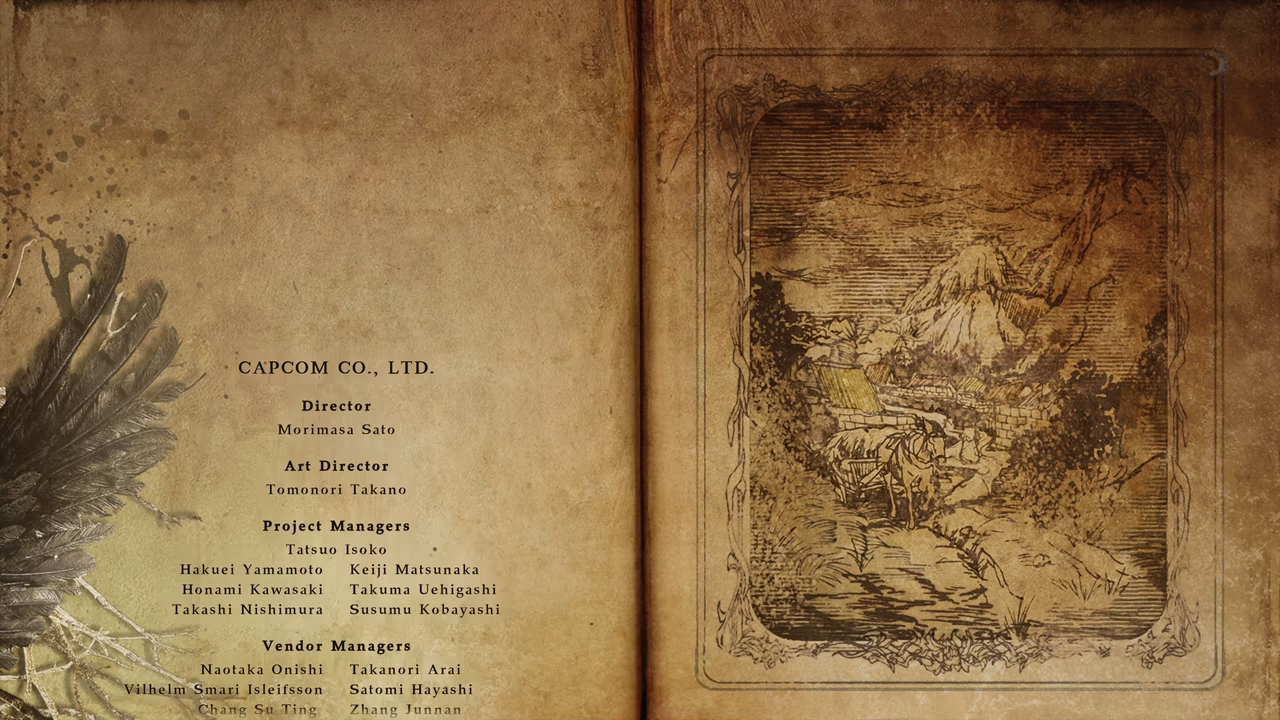 CAPCOM CO., LTD.
Director
Morimasa Sato
Art Director
Tomonori Takano
Project Managers
Tatsuo Isoko
Hakuei Yamamoto Keiji Matsunaka
Honami Kawasaki Takuma Uehigashi
Takashi Nishimura Susumu Kobayashi
Vendor Managers
Naotaka Onishi Takanori Arai
Vilhelm Smari Isleifsson Satomi Hayashi
Chang Su Ting Zhang Junnan